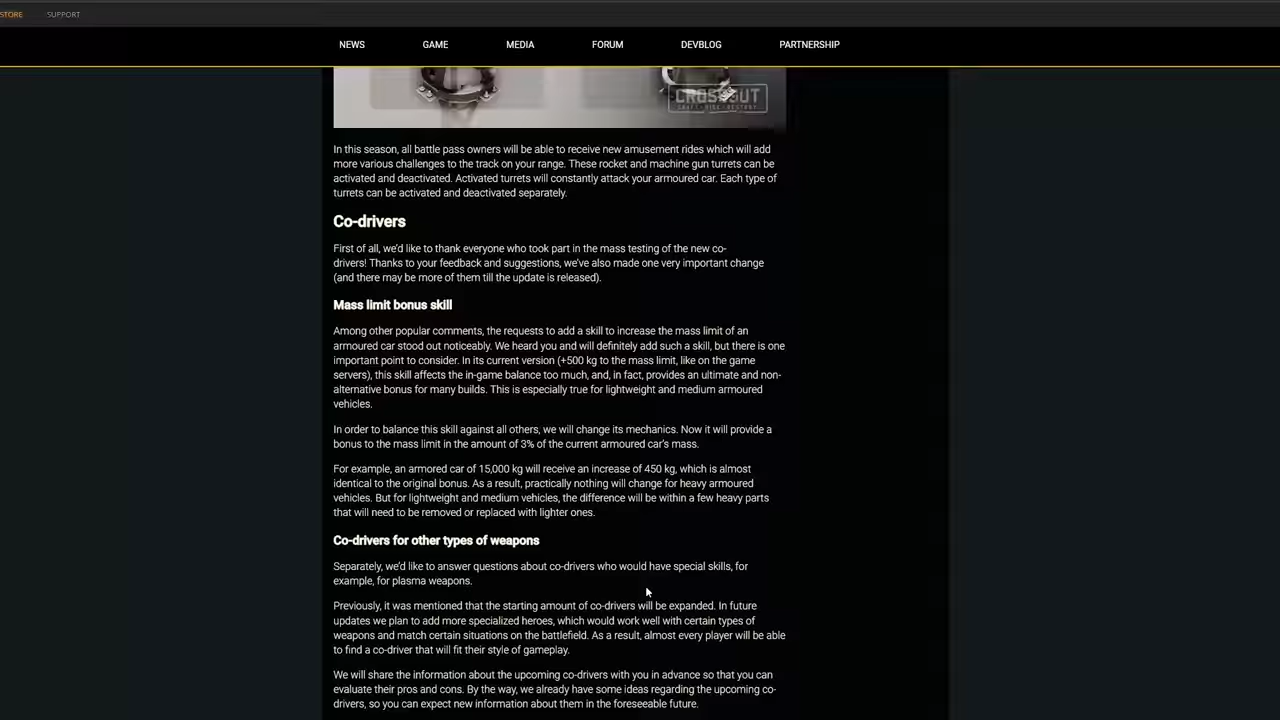 STORE
SUPPORT
NEWS
GAME
MEDIA
FORUM
DEVBLOG
PARTNERSHIP
CROSSOUT
CRAFT · RIDE · DESTROY
In this season, all battle pass owners will be able to receive new amusement rides which will add
more various challenges to the track on your range. These rocket and machine gun turrets can be
activated and deactivated. Activated turrets will constantly attack your armoured car. Each type of
turrets can be activated and deactivated separately.
Co-drivers
First of all, we'd like to thank everyone who took part in the mass testing of the new co-
drivers! Thanks to your feedback and suggestions, we've also made one very important change
(and there may be more of them till the update is released).
Mass limit bonus skill
Among other popular comments, the requests to add a skill to increase the mass limit of an
armoured car stood out noticeably. We heard you and will definitely add such a skill, but there is one
important point to consider. In its current version (+500 kg to the mass limit, like on the game
servers), this skill affects the in-game balance too much, and, in fact, provides an ultimate and non-
alternative bonus for many builds. This is especially true for lightweight and medium armoured
vehicles.
In order to balance this skill against all others, we will change its mechanics. Now it will provide a
bonus to the mass limit in the amount of 3% of the current armoured car's mass.
For example, an armored car of 15,000 kg will receive an increase of 450 kg, which is almost
identical to the original bonus. As a result, practically nothing will change for heavy armoured
vehicles. But for lightweight and medium vehicles, the difference will be within a few heavy parts
that will need to be removed or replaced with lighter ones.
Co-drivers for other types of weapons
Separately, we'd like to answer questions about co-drivers who would have special skills, for
example, for plasma weapons.
Previously, it was mentioned that the starting amount of co-drivers will be expanded. In future
updates we plan to add more specialized heroes, which would work well with certain types of
weapons and match certain situations on the battlefield. As a result, almost every player will be able
to find a co-driver that will fit their style of gameplay.
We will share the information about the upcoming co-drivers with you in advance so that you can
evaluate their pros and cons. By the way, we already have some ideas regarding the upcoming co-
drivers, so you can expect new information about them in the foreseeable future.